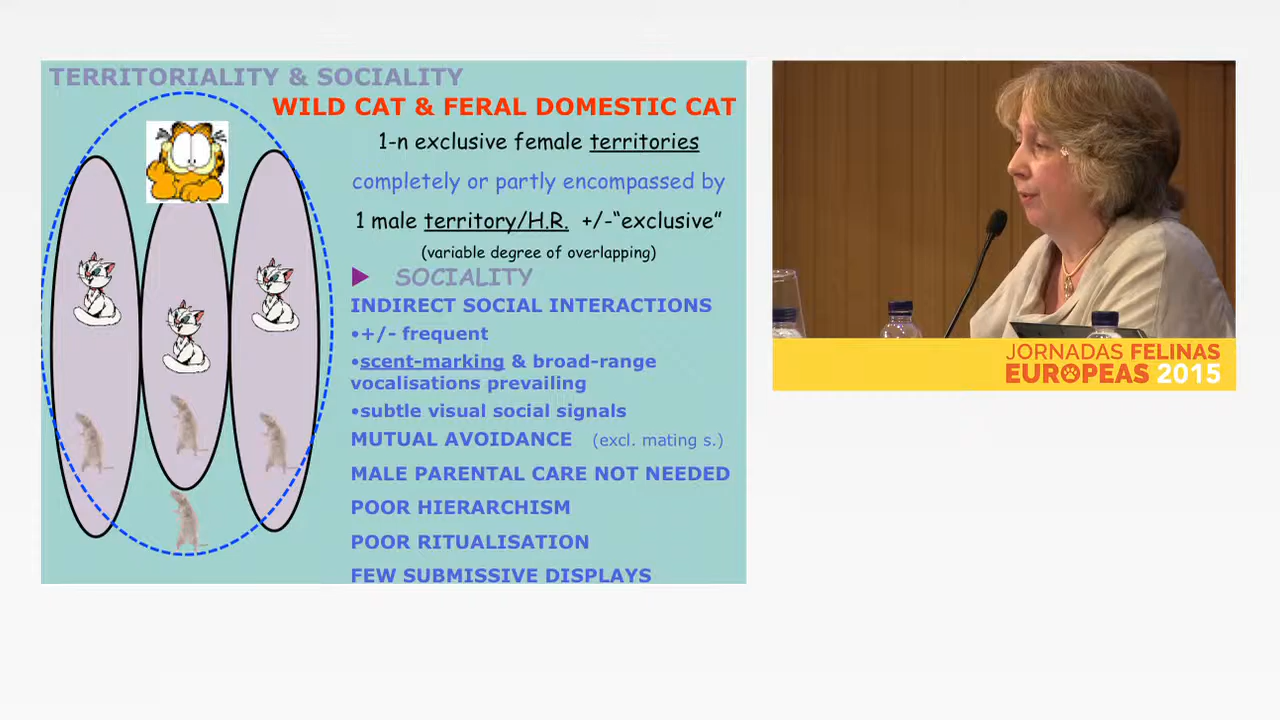 TERRITORIALITY & SOCIALITY
WILD CAT & FERAL DOMESTIC CAT
1-n exclusive female territories
completely or partly encompassed by
1 male territory/H.R. +/-“exclusive”
(variable degree of overlapping)
SOCIALITY
INDIRECT SOCIAL INTERACTIONS
•+/- frequent
•scent-marking & broad-range
vocalisations prevailing
•subtle visual social signals
MUTUAL AVOIDANCE (excl. mating s.)
MALE PARENTAL CARE NOT NEEDED
POOR HIERARCHISM
POOR RITUALISATION
FEW SUBMISSIVE DISPLAYS
JORNADAS FELINAS
EUROPEAS 2015